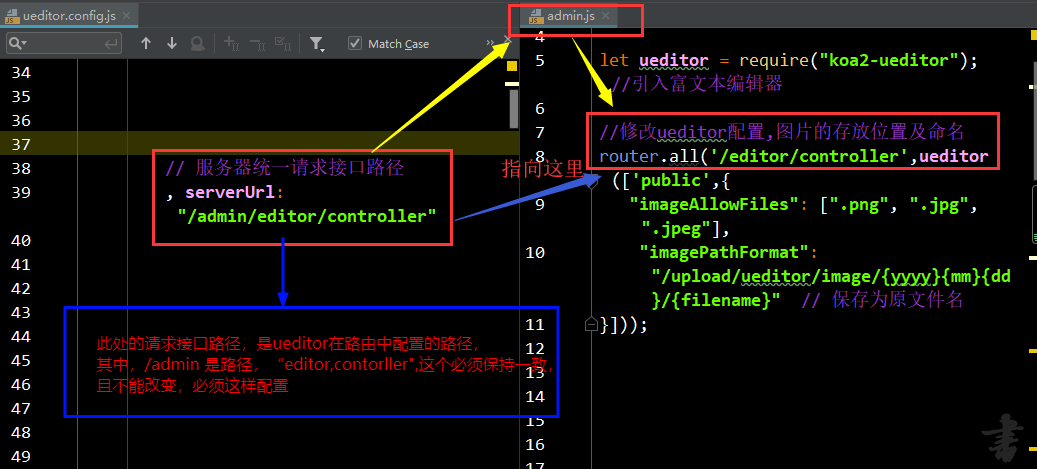 ueditor.config.js
admin.js
Match Case
34
35
36
37
38
39
40
41
42
43
44
45
46
47
48
49
// 服务器统一请求接口路径
, serverUrl:
"/admin/editor/controller"
此处的请求接口路径，是ueditor在路由中配置的路径，
其中，/admin 是路径， “editor,contorller",这个必须保持一致，
且不能改变，必须这样配置
指向这里
4
5
let ueditor = require("koa2-ueditor");
//引入富文本编辑器
6
7
//修改ueditor配置,图片的存放位置及命名
8
router.all('/editor/controller',ueditor
(['public',{
9
"imageAllowFiles": [".png", ".jpg",
".jpeg"],
10
"imagePathFormat":
"/upload/ueditor/image/{yyyy}{mm}{dd
}/{filename}" // 保存为原文件名
11
}]));
12
13
14
15
16
17
書